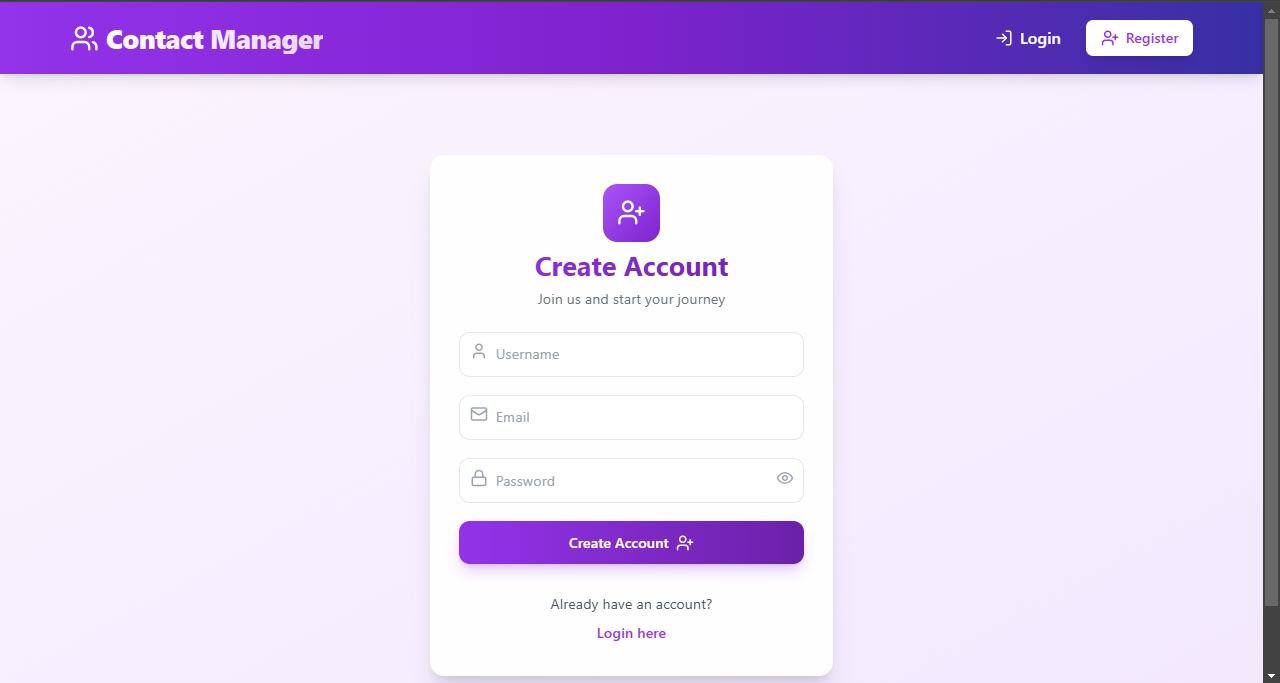 Contact Manager
Login
Register
Create Account
Join us and start your journey
Username
Email
Password
Create Account
Already have an account?
Login here